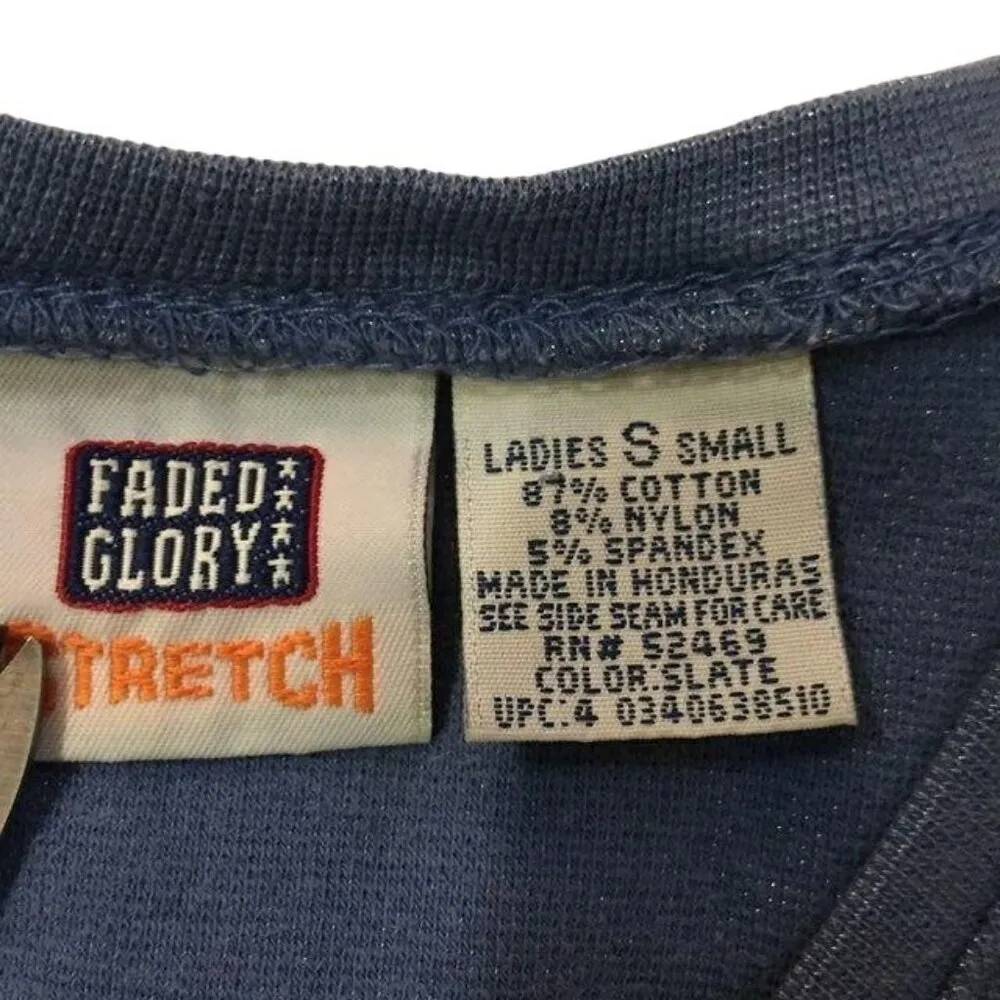 FADED
GLORY
STRETCH
LADIES S SMALL
87% COTTON
8% NYLON
5% SPANDEX
MADE IN HONDURAS
SEE SIDE SEAM FOR CARE
RN# 52469
COLOR:SLATE
UPC:4 0340638510